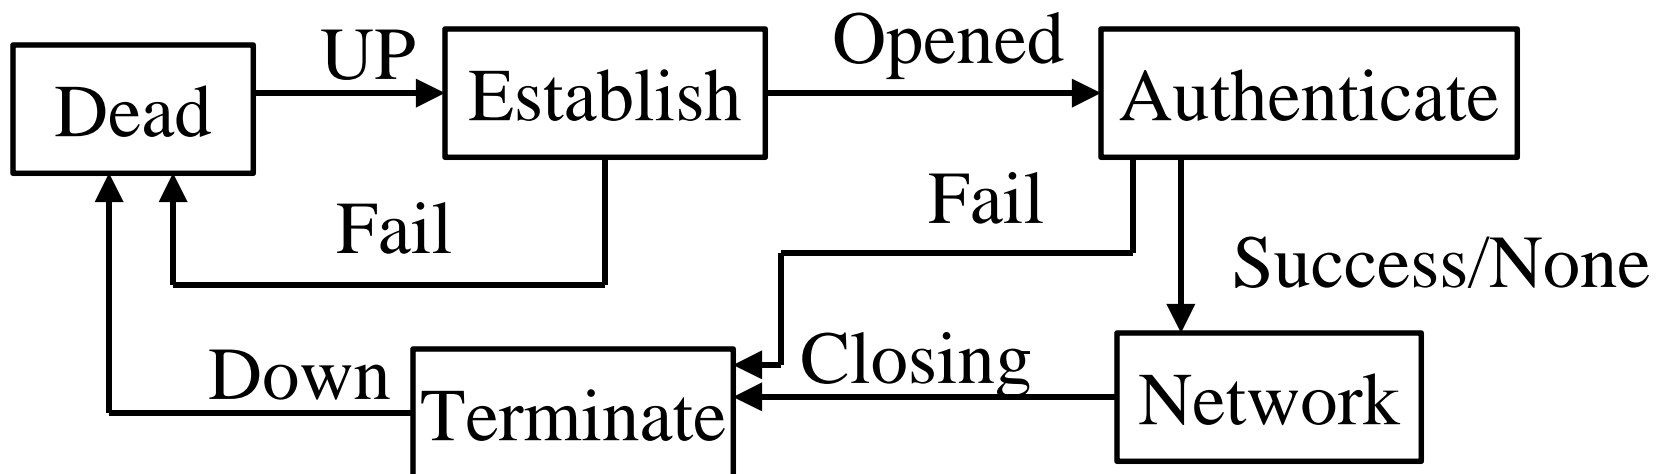 UP
Opened
Dead
Establish
Authenticate
Fail
Fail
Success/None
Down
Closing
Terminate
Network